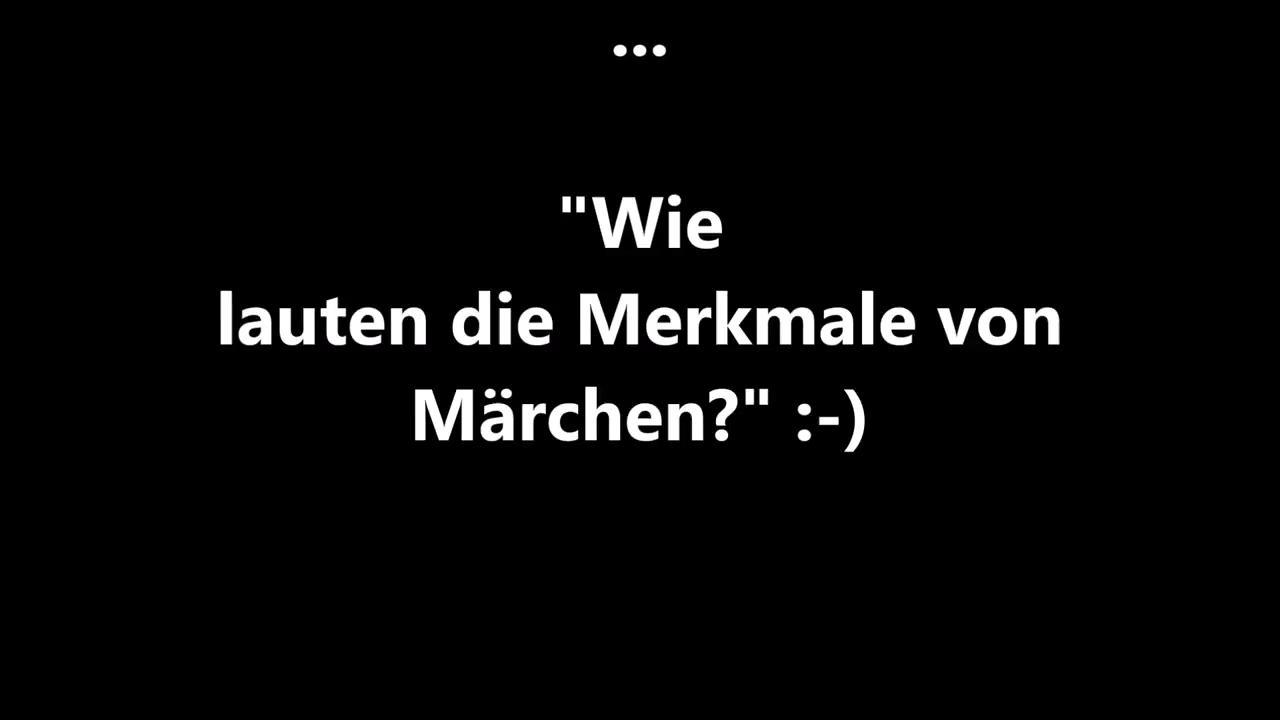 ...
"Wie
lauten die Merkmale von
Märchen?" :-)